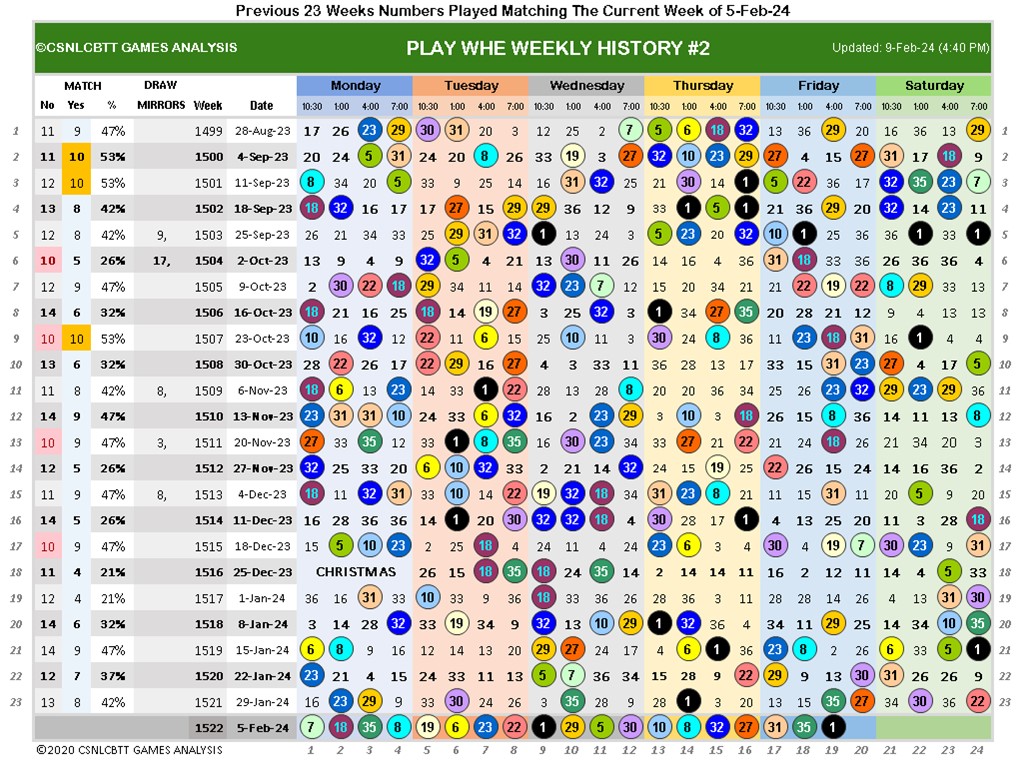 Previous 23 Weeks Numbers Played Matching The Current Week of 5-Feb-24
©CSNLCBTT GAMES ANALYSIS PLAY WHE WEEKLY HISTORY #2 Updated: 9-Feb-24 (4:40 PM)
MATCH DRAW Monday Tuesday Wednesday Thursday Friday Saturday
No Yes % MIRRORS Week Date 10:30 1:00 4:00 7:00 10:30 1:00 4:00 7:00 10:30 1:00 4:00 7:00 10:30 1:00 4:00 7:00 10:30 1:00 4:00 7:00 10:30 1:00 4:00 7:00
1 11 9 47% 1499 28-Aug-23 17 26 23 29 30 31 20 3 12 25 2 7 5 6 18 32 13 36 29 20 16 36 13 29 1
2 11 10 53% 1500 4-Sep-23 20 24 5 31 24 20 8 26 33 19 3 27 32 10 23 29 27 4 15 27 31 17 18 9 2
3 12 10 53% 1501 11-Sep-23 8 34 20 5 33 9 25 14 16 31 32 25 21 30 14 1 5 22 36 17 32 35 23 7 3
4 13 8 42% 1502 18-Sep-23 18 32 16 17 17 27 15 29 29 36 12 9 33 1 5 1 21 36 29 20 32 14 23 11 4
5 12 8 42% 9, 1503 25-Sep-23 26 21 34 33 25 29 31 32 1 13 24 3 5 23 20 32 10 1 25 26 36 1 33 1 5
6 10 5 26% 17, 1504 2-Oct-23 13 9 4 9 32 5 4 21 13 30 11 26 14 16 4 36 31 18 33 36 26 36 36 4 6
7 12 9 47% 1505 9-Oct-23 2 30 22 18 29 34 11 14 32 23 7 12 15 20 34 21 21 22 19 22 8 29 33 13 7
8 14 6 32% 1506 16-Oct-23 18 21 16 25 18 14 19 27 3 25 32 3 1 34 27 35 20 28 21 12 9 4 13 13 8
9 10 10 53% 1507 23-Oct-23 10 16 32 12 22 11 6 15 25 10 11 3 30 24 8 36 11 23 18 31 16 1 4 4 9
10 13 6 32% 1508 30-Oct-23 28 22 26 17 22 29 16 27 4 3 33 11 36 28 13 17 34 34 31 23 27 4 17 5 10
11 11 8 42% 8, 1509 6-Nov-23 18 6 13 23 14 33 1 22 28 13 28 8 20 26 11 34 33 25 23 32 29 23 29 36 11
12 14 9 47% 1510 13-Nov-23 23 31 31 10 24 33 6 32 16 2 23 29 3 10 3 18 26 15 8 36 14 11 13 8 12
13 10 9 47% 3, 1511 20-Nov-23 27 33 35 12 33 1 8 35 16 30 23 34 33 27 21 22 21 24 18 26 21 34 20 3 13
14 12 5 26% 1512 27-Nov-23 32 25 33 20 6 10 32 33 2 21 14 32 24 15 19 25 22 26 15 24 14 16 36 2 14
15 11 9 47% 8, 1513 4-Dec-23 18 11 32 31 33 10 14 22 19 32 18 34 31 23 8 21 11 15 31 11 20 5 9 20 15
16 14 5 26% 1514 11-Dec-23 16 28 36 36 14 1 20 30 32 32 18 4 30 28 17 1 4 13 25 20 11 3 28 18 16
17 10 9 47% 1515 18-Dec-23 15 5 10 23 2 25 18 4 24 11 4 24 23 6 3 4 30 4 19 7 30 23 9 31 17
18 11 4 21% 1516 25-Dec-23 CHRISTMAS 26 15 18 35 18 24 35 14 2 14 14 11 16 2 12 11 14 4 5 33 18
19 12 4 21% 1517 1-Jan-24 36 16 31 33 10 33 9 36 18 33 33 2 28 36 3 11 28 28 14 26 4 13 31 30 19
20 14 6 32% 1518 8-Jan-24 3 14 28 32 33 19 34 9 32 13 10 29 1 32 36 4 34 11 29 25 14 34 10 35 20
21 14 9 47% 1519 15-Jan-24 6 8 9 16 12 14 13 20 29 27 21 34 4 6 1 36 23 8 2 26 6 33 5 1 21
22 12 7 37% 1520 22-Jan-24 23 21 4 34 24 33 11 13 5 7 36 34 15 28 9 22 29 9 13 30 31 26 26 9 22
23 13 8 42% 1521 29-Jan-24 16 23 29 9 33 30 24 14 3 35 28 9 28 1 24 3 20 13 35 27 34 30 36 22 23
1522 5-Feb-24 7 18 35 8 19 6 23 22 1 29 5 30 10 8 32 27 31 35 1
©2020 CSNLCBTT GAMES ANALYSIS 1 2 3 4 5 6 7 8 9 10 11 12 13 14 15 16 17 18 19 20 21 22 23 24